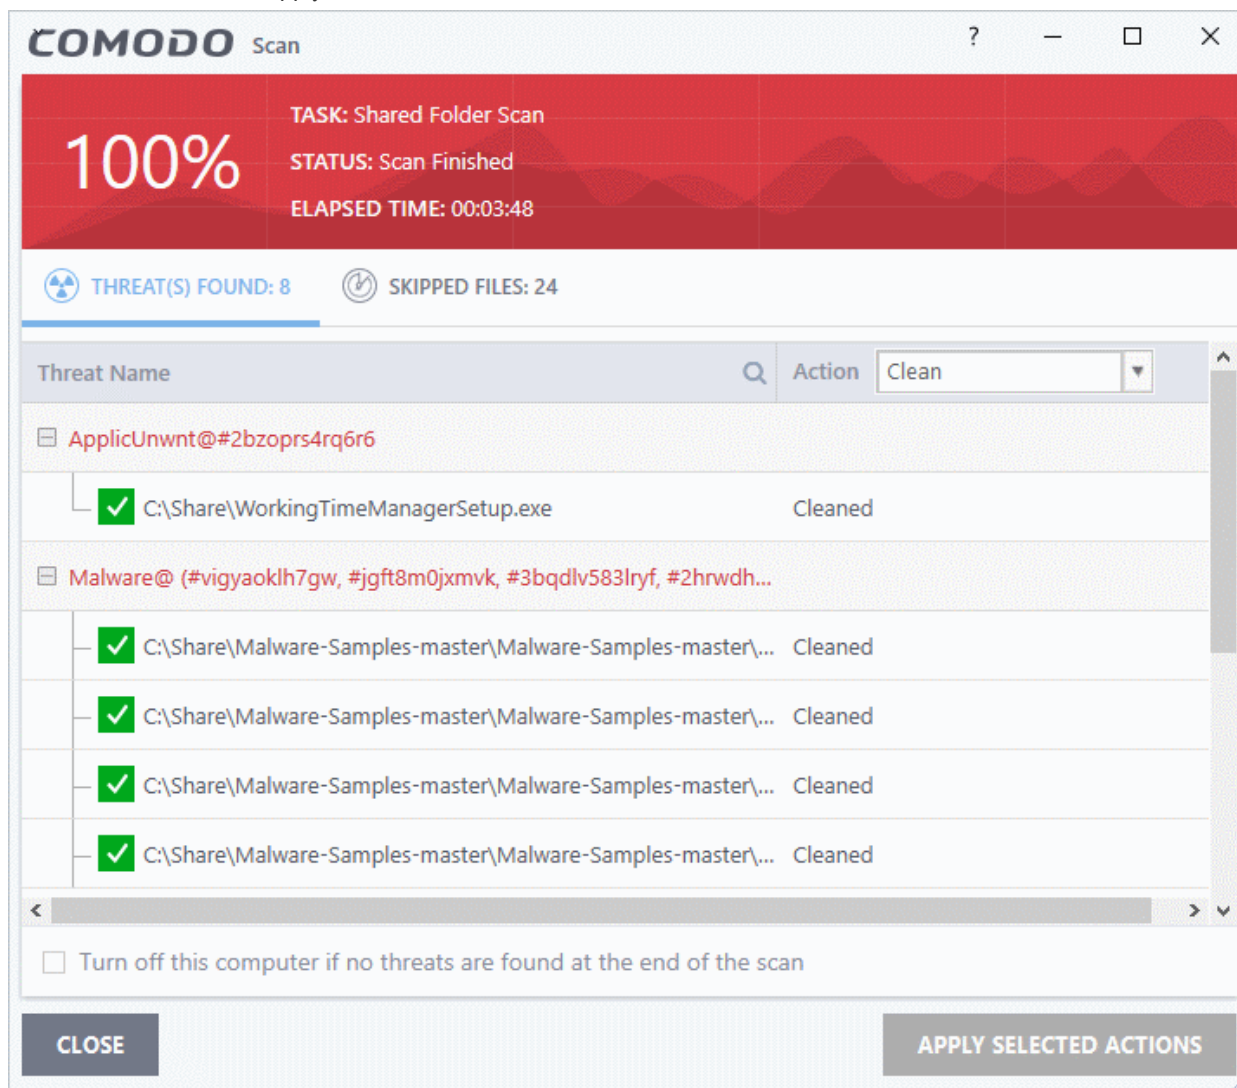 COMODO Scan ?
100%
TASK: Shared Folder Scan
STATUS: Scan Finished
ELAPSED TIME: 00:03:48
THREAT(S) FOUND: 8 SKIPPED FILES: 24
Threat Name Action Clean
ApplicUnwnt@#2bzoprs4rq6r6
C:\Share\WorkingTimeManagerSetup.exe Cleaned
Malware@ (#vigyaoklh7gw, #jgft8m0jxmvk, #3bqdlv583lryf, #2hrwdh...
C:\Share\Malware-Samples-master\Malware-Samples-master\... Cleaned
C:\Share\Malware-Samples-master\Malware-Samples-master\... Cleaned
C:\Share\Malware-Samples-master\Malware-Samples-master\... Cleaned
C:\Share\Malware-Samples-master\Malware-Samples-master\... Cleaned
Turn off this computer if no threats are found at the end of the scan
CLOSE APPLY SELECTED ACTIONS